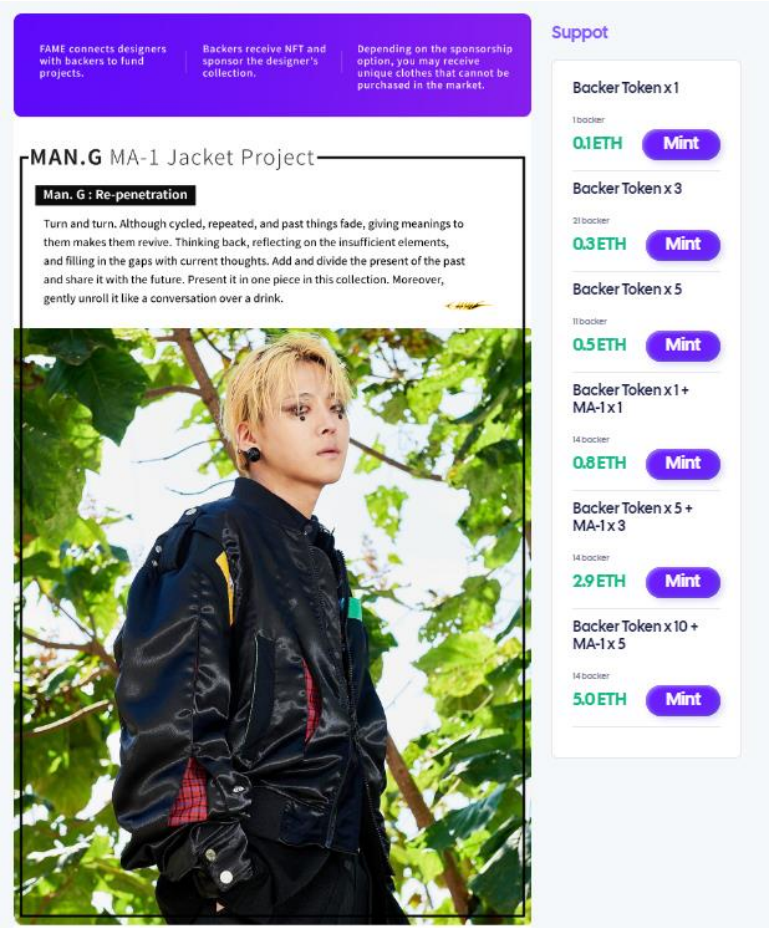 FAME connects designers
with backers to fund
projects.
Backers receive NFT and
sponsor the designer's
collection.
Depending on the sponsorship
option, you may receive
unique clothes that cannot be
purchased in the market.
MAN.G MA-1 Jacket Project
Man. G : Re-penetration
Turn and turn. Although cycled, repeated, and past things fade, giving meanings to
them makes them revive. Thinking back, reflecting on the insufficient elements,
and filling in the gaps with current thoughts. Add and divide the present of the past
and share it with the future. Present it in one piece in this collection. Moreover,
gently unroll it like a conversation over a drink.
Suppot
Backer Token x 1
1 backer
0.1 ETH Mint
Backer Token x 3
21 backer
0.3 ETH Mint
Backer Token x 5
11 backer
0.5 ETH Mint
Backer Token x 1 +
MA-1 x 1
14 backer
0.8 ETH Mint
Backer Token x 5 +
MA-1 x 3
14 backer
2.9 ETH Mint
Backer Token x 10 +
MA-1 x 5
14 backer
5.0 ETH Mint